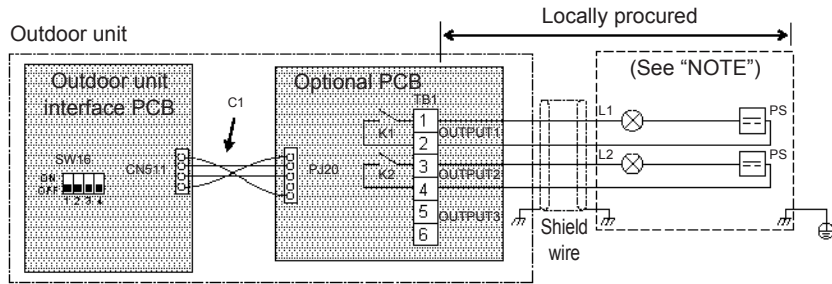 Locally procured
Outdoor unit
Outdoor unit
interface PCB
Optional PCB
(See “NOTE”)
C1
TB1
L1
1
K1
OUTPUT1
PS
2
SW16
CN511
PJ20
L2
3
K2
OUTPUT2
PS
4
ON
OFF
1 2 3 4
5
OUTPUT3
6
Shield
wire